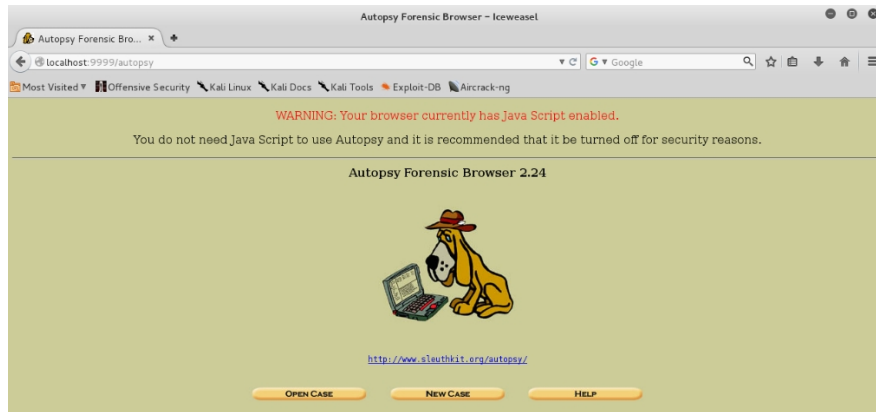 Autopsy Forensic Browser - Iceweasel
Autopsy Forensic Bro... ×
localhost:9999/autopsy
Google
Most Visited Offensive Security Kali Linux Kali Docs Kali Tools Exploit-DB Aircrack-ng
WARNING: Your browser currently has Java Script enabled.
You do not need Java Script to use Autopsy and it is recommended that it be turned off for security reasons.
Autopsy Forensic Browser 2.24
http://www.sleuthkit.org/autopsy/
OPEN CASE NEW CASE HELP